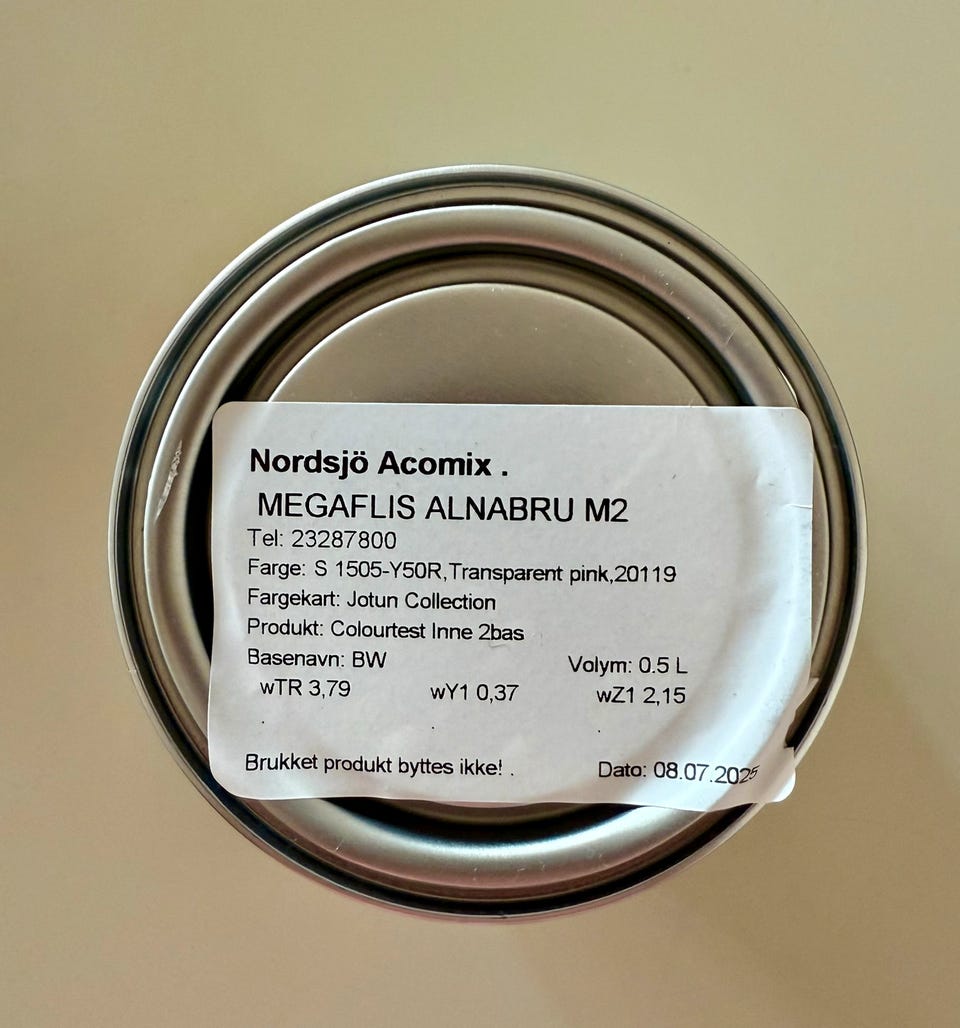 Nordsjö Acomix .
MEGAFLIS ALNABRU M2
Tel: 23287800
Farge: S 1505-Y50R,Transparent pink,20119
Fargekart: Jotun Collection
Produkt: Colourtest Inne 2bas
Basenavn: BW Volym: 0.5 L
wTR 3,79 wY1 0,37 wZ1 2,15
. . .
Brukket produkt byttes ikke! . Dato: 08.07.2025